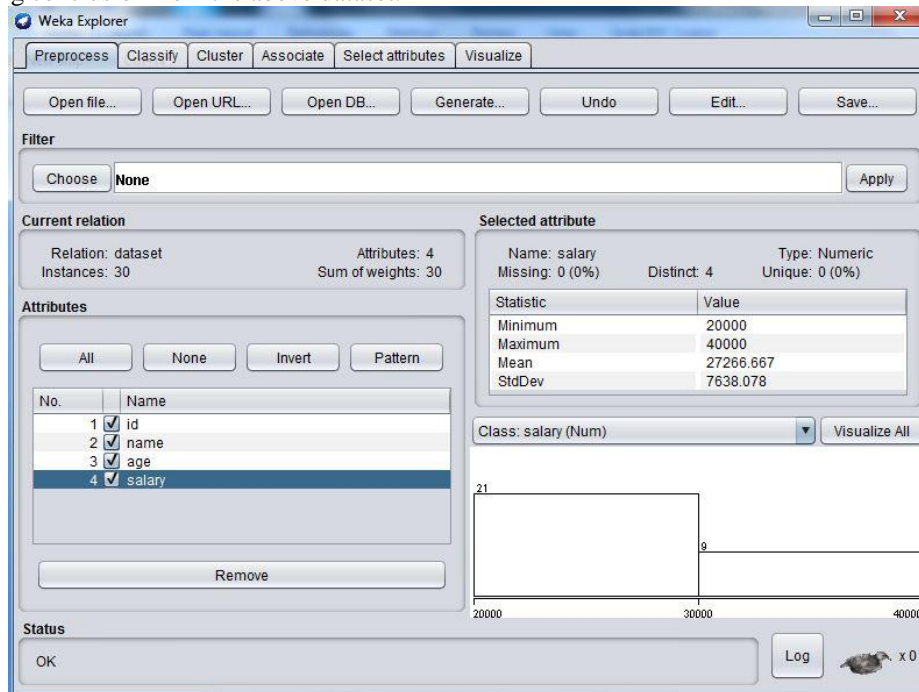 Weka Explorer
Preprocess Classify Cluster Associate Select attributes Visualize
Open file... Open URL... Open DB... Generate... Undo Edit... Save...
Filter
Choose None Apply
Current relation
Relation: dataset Attributes: 4
Instances: 30 Sum of weights: 30
Attributes
All None Invert Pattern
No. Name
1 id
2 name
3 age
4 salary
Remove
Selected attribute
Name: salary Type: Numeric
Missing: 0 (0%) Distinct: 4 Unique: 0 (0%)
Statistic Value
Minimum 20000
Maximum 40000
Mean 27266.667
StdDev 7638.078
Class: salary (Num) Visualize All
21
9
20000 30000 40000
Status
OK
Log x 0